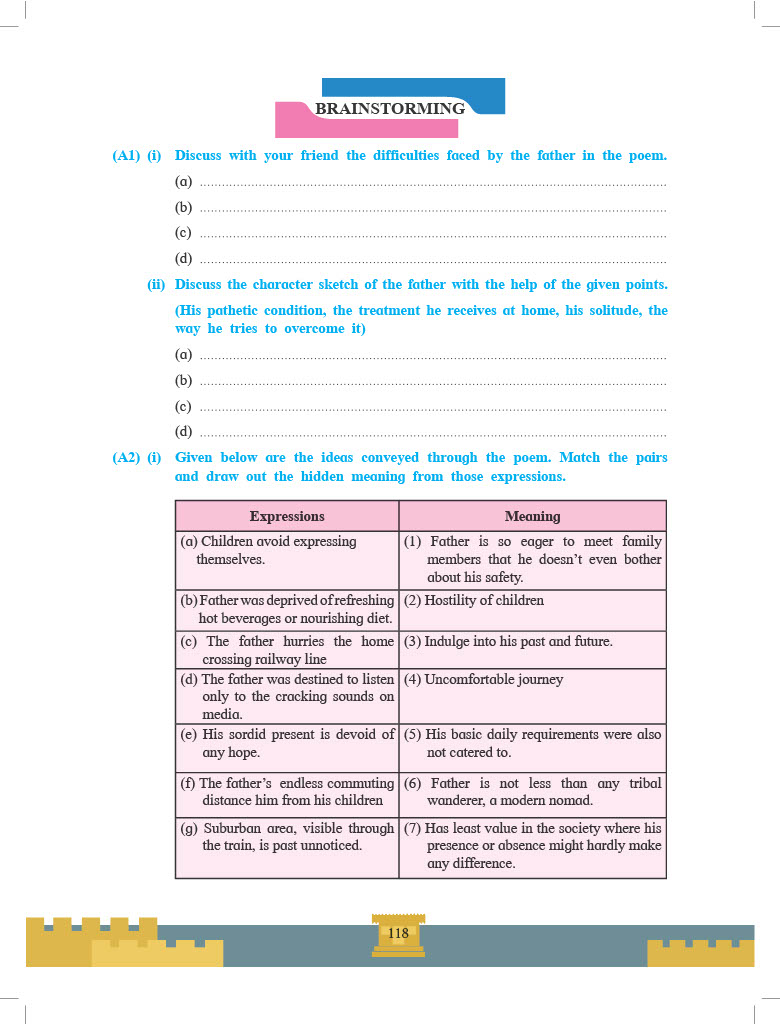 BRAINSTORMING
(A1) (i) Discuss with your friend the difficulties faced by the father in the poem.
(a) ................................................................
(b) ................................................................
(c) ................................................................
(d) ................................................................
(ii) Discuss the character sketch of the father with the help of the given points.
(His pathetic condition, the treatment he receives at home, his solitude, the
way he tries to overcome it)
(a) ................................................................
(b) ................................................................
(c) ................................................................
(d) ................................................................
(A2) (i) Given below are the ideas conveyed through the poem. Match the pairs
and draw out the hidden meaning from those expressions.
Expressions
Meaning
(a) Children avoid expressing
themselves.
(1) Father is so eager to meet family
members that he doesn't even bother
about his safety.
(b) Father was deprived of refreshing
hot beverages or nourishing diet.
(2) Hostility of children
(c) The father hurries the home
crossing railway line
(3) Indulge into his past and future.
(d) The father was destined to listen
only to the cracking sounds on
media.
(4) Uncomfortable journey
(e) His sordid present is devoid of
any hope.
(5) His basic daily requirements were also
not catered to.
(f) The father's endless commuting
distance him from his children
(6) Father is not less than any tribal
wanderer, a modern nomad.
(g) Suburban area, visible through
the train, is past unnoticed.
(7) Has least value in the society where his
presence or absence might hardly make
any difference.
118